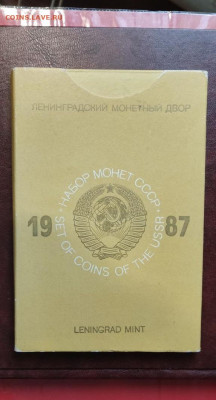 coins.lave.ru
ЛЕНИНГРАДСКИЙ МОНЕТНЫЙ ДВОР
• НАБОР МОНЕТ СССР •
19 87
SET OF COINS OF THE USSR
LENINGRAD MINT